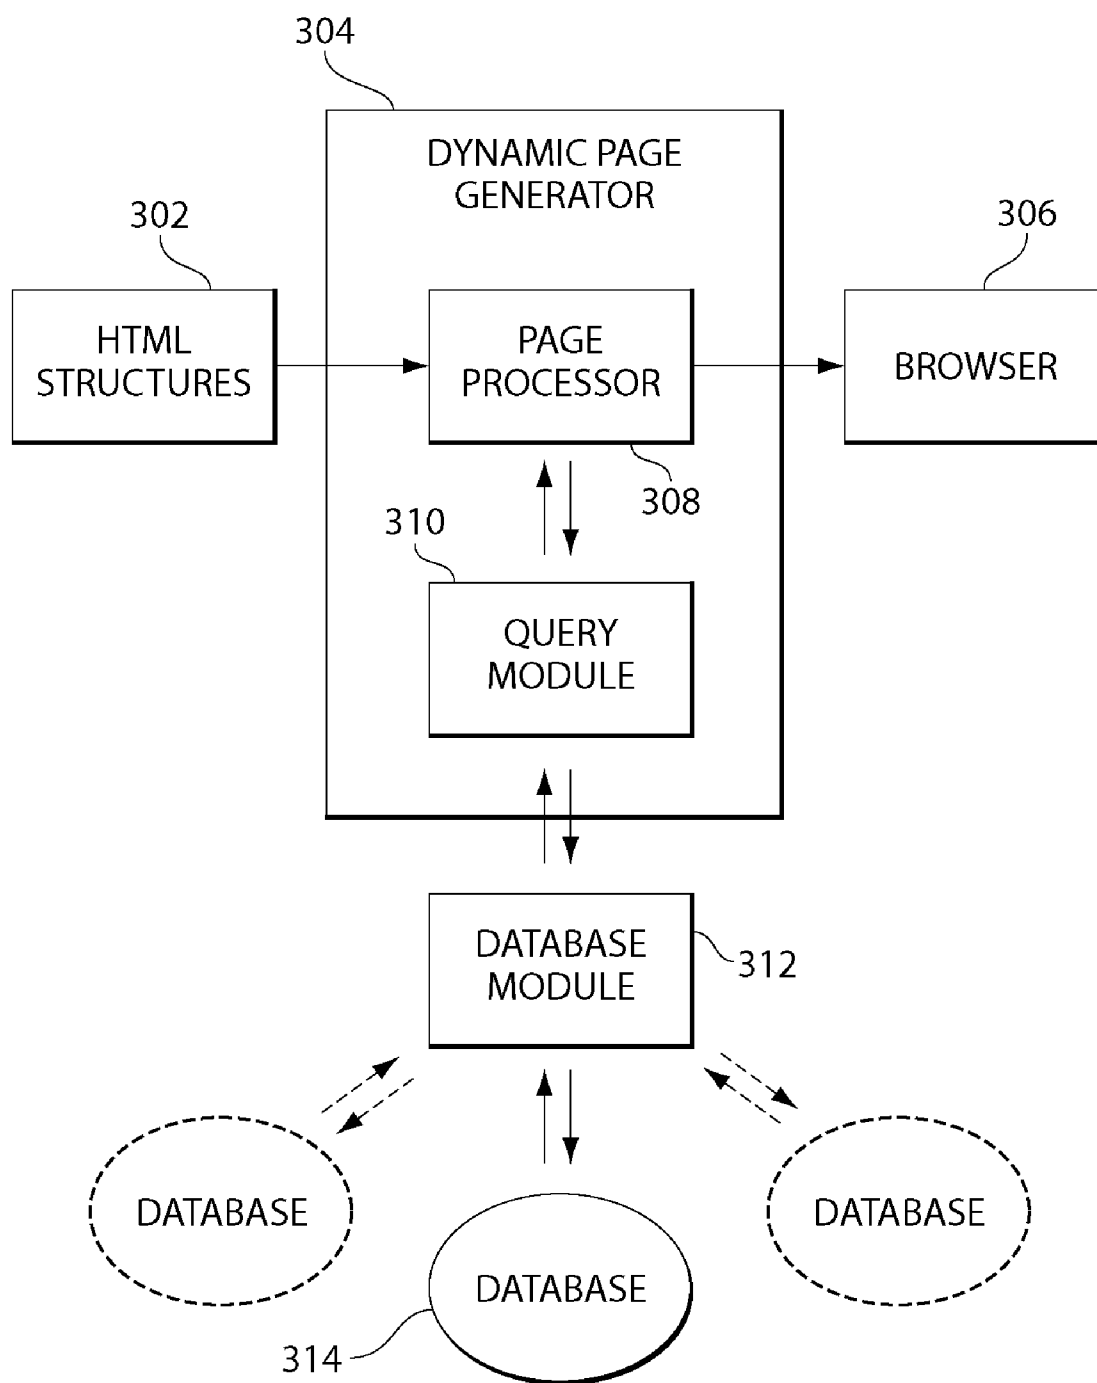 304
DYNAMIC PAGE
GENERATOR
302
306
HTML
STRUCTURES
PAGE
PROCESSOR
BROWSER
308
310
QUERY
MODULE
DATABASE
MODULE
312
DATABASE
DATABASE
DATABASE
314